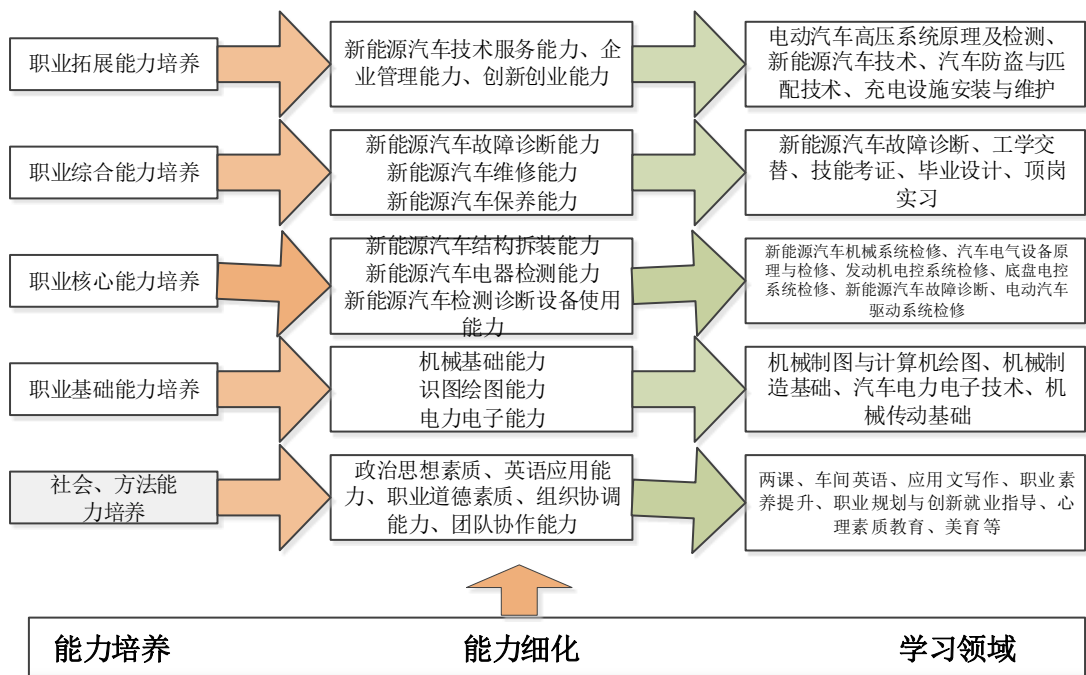 职业拓展能力培养
新能源汽车技术服务能力、企
业管理能力、创新创业能力
电动汽车高压系统原理及检测、
新能源汽车技术、汽车防盗与匹
配技术、充电设施安装与维护
职业综合能力培养
新能源汽车故障诊断能力
新能源汽车维修能力
新能源汽车保养能力
新能源汽车故障诊断、工学交
替、技能考证、毕业设计、顶岗
实习
职业核心能力培养
新能源汽车结构拆装能力
新能源汽车电器检测能力
新能源汽车检测诊断设备使用
能力
新能源汽车机械系统检修、汽车电气设备原
理与检修、发动机电控系统检修、底盘电控
系统检修、新能源汽车故障诊断、电动汽车
驱动系统检修
职业基础能力培养
机械基础能力
识图绘图能力
电力电子能力
机械制图与计算机绘图、机械制
造基础、汽车电力电子技术、机
械传动基础
社会、方法能
力培养
政治思想素质、英语应用能
力、职业道德素质、组织协调
能力、团队协作能力
两课、车间英语、应用文写作、职业素
养提升、职业规划与创新就业指导、心
理素质教育、美育等
能力培养
能力细化
学习领域